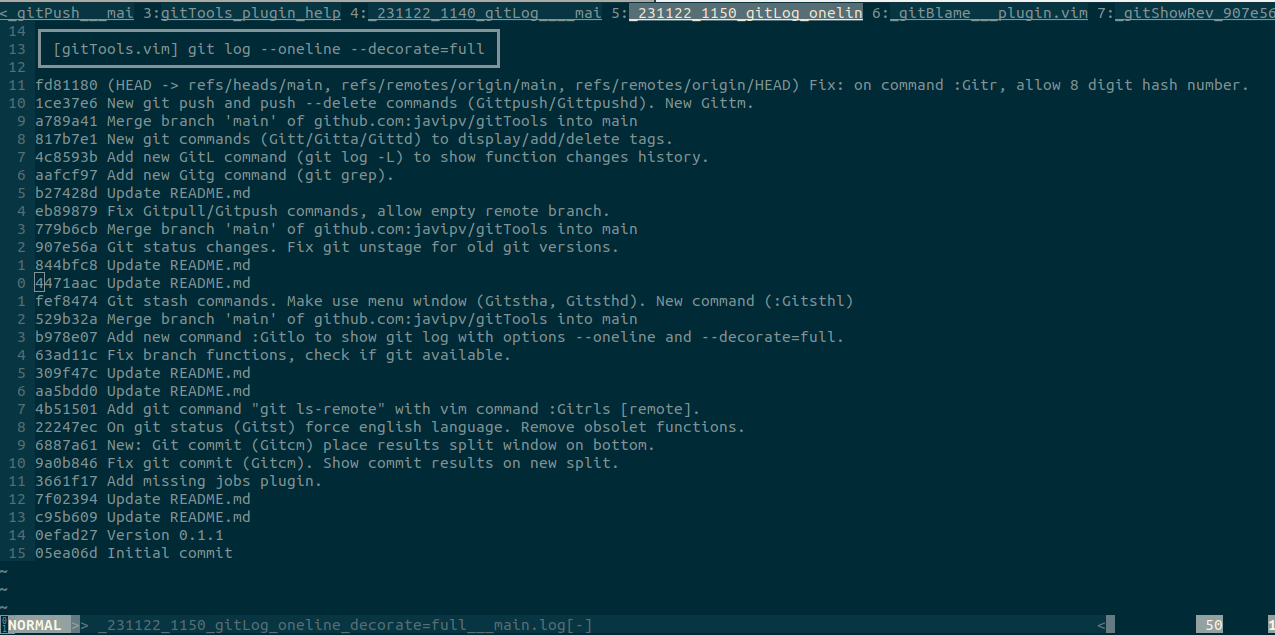 <_gitPush___mai 3:gitTools_plugin_help 4:_231122_1140_gitLog____mai 5:_231122_1150_gitLog_onelin 6:_gitBlame___plugin.vim 7:_gitShowRev_907e56
14
13 [gitTools.vim] git log --oneline --decorate=full
12
11 fd81180 (HEAD -> refs/heads/main, refs/remotes/origin/main, refs/remotes/origin/HEAD) Fix: on command :Gitr, allow 8 digit hash number.
10 1ce37e6 New git push and push --delete commands (Gittpush/Gittpushd). New Gittm.
9 a789a41 Merge branch 'main' of github.com:javipv/gitTools into main
8 817b7e1 New git commands (Gitt/Gitta/Gittd) to display/add/delete tags.
7 4c8593b Add new GitL command (git log -L) to show function changes history.
6 aafcf97 Add new Gitg command (git grep).
5 b27428d Update README.md
4 eb89879 Fix Gitpull/Gitpush commands, allow empty remote branch.
3 779b6cb Merge branch 'main' of github.com:javipv/gitTools into main
2 907e56a Git status changes. Fix git unstage for old git versions.
1 844bfc8 Update README.md
0 4471aac Update README.md
1 fef8474 Git stash commands. Make use menu window (Gitstha, Gitsthd). New command (:Gitsthl)
2 529b32a Merge branch 'main' of github.com:javipv/gitTools into main
3 b978e07 Add new command :Gitlo to show git log with options --oneline and --decorate=full.
4 63ad11c Fix branch functions, check if git available.
5 309f47c Update README.md
6 aa5bdd0 Update README.md
7 4b51501 Add git command "git ls-remote" with vim command :Gitrls [remote].
8 22247ec On git status (Gitst) force english language. Remove obsolet functions.
9 6887a61 New: Git commit (Gitcm) place results split window on bottom.
10 9a0b846 Fix git commit (Gitcm). Show commit results on new split.
11 3661f17 Add missing jobs plugin.
12 7f02394 Update README.md
13 c95b609 Update README.md
14 0efad27 Version 0.1.1
15 05ea06d Initial commit
~
~
~
NORMAL >> _231122_1150_gitLog_oneline_decorate=full___main.log[-] < 50 1